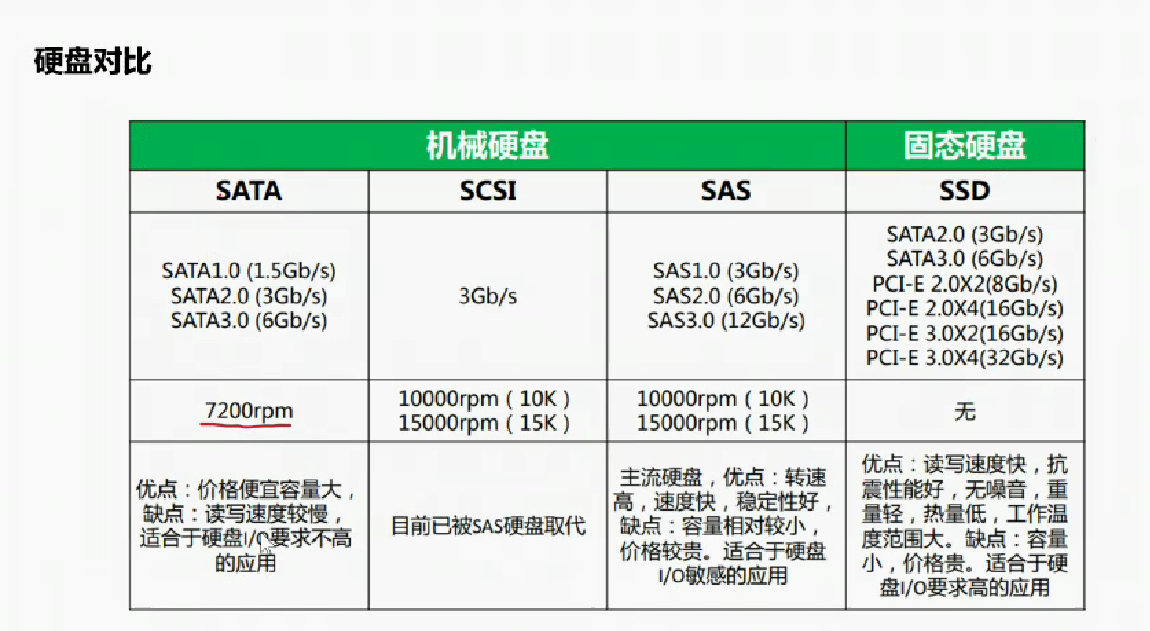 硬盘对比
机械硬盘
固态硬盘
SATA
SCSI
SAS
SSD
SATA1.0 (1.5Gb/s)
SATA2.0 (3Gb/s)
SATA3.0 (6Gb/s)
3Gb/s
SAS1.0 (3Gb/s)
SAS2.0 (6Gb/s)
SAS3.0 (12Gb/s)
SATA2.0 (3Gb/s)
SATA3.0 (6Gb/s)
PCI-E 2.0X2(8Gb/s)
PCI-E 2.0X4(16Gb/s)
PCI-E 3.0X2(16Gb/s)
PCI-E 3.0X4(32Gb/s)
7200rpm
10000rpm ( 10K )
15000rpm ( 15K )
10000rpm ( 10K )
15000rpm ( 15K )
无
优点：价格便宜容量大，
缺点：读写速度较慢，
适合于硬盘I/O要求不高
的应用
目前已被SAS硬盘取代
主流硬盘，优点：转速
高，速度快，稳定性好，
缺点：容量相对较小，
价格较贵。适合于硬盘
I/O敏感的应用
优点：读写速度快，抗
震性能好，无噪音，重
量轻，热量低，工作温
度范围大。缺点：容量
小，价格贵。适合于硬
盘I/O要求高的应用